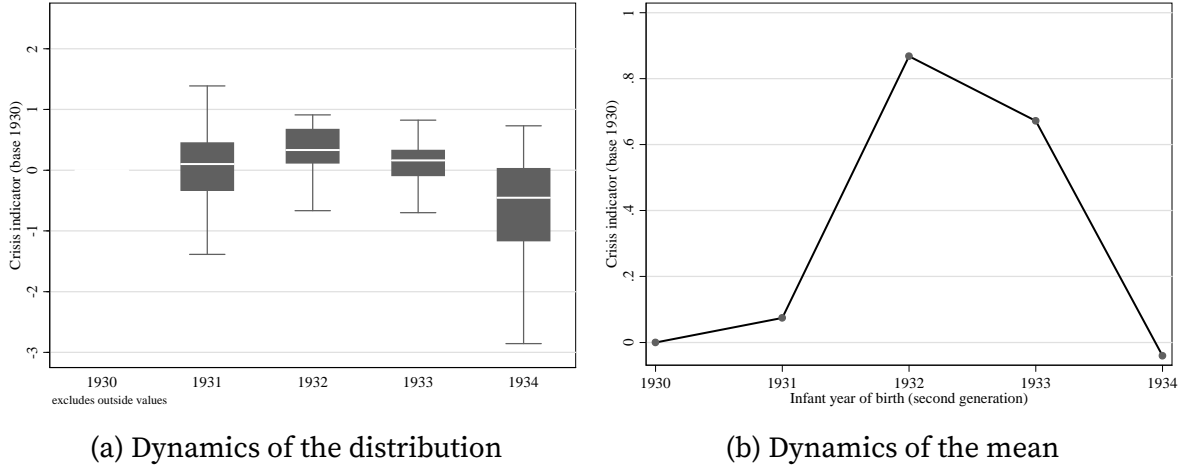 Crisis indicator (base 1930)
2
1
0
-1
-2
-3
1930 1931 1932 1933 1934
excludes outside values
(a) Dynamics of the distribution
Crisis indicator (base 1930)
1
.8
.6
.4
.2
0
1930 1931 1932 1933 1934
Infant year of birth (second generation)
(b) Dynamics of the mean